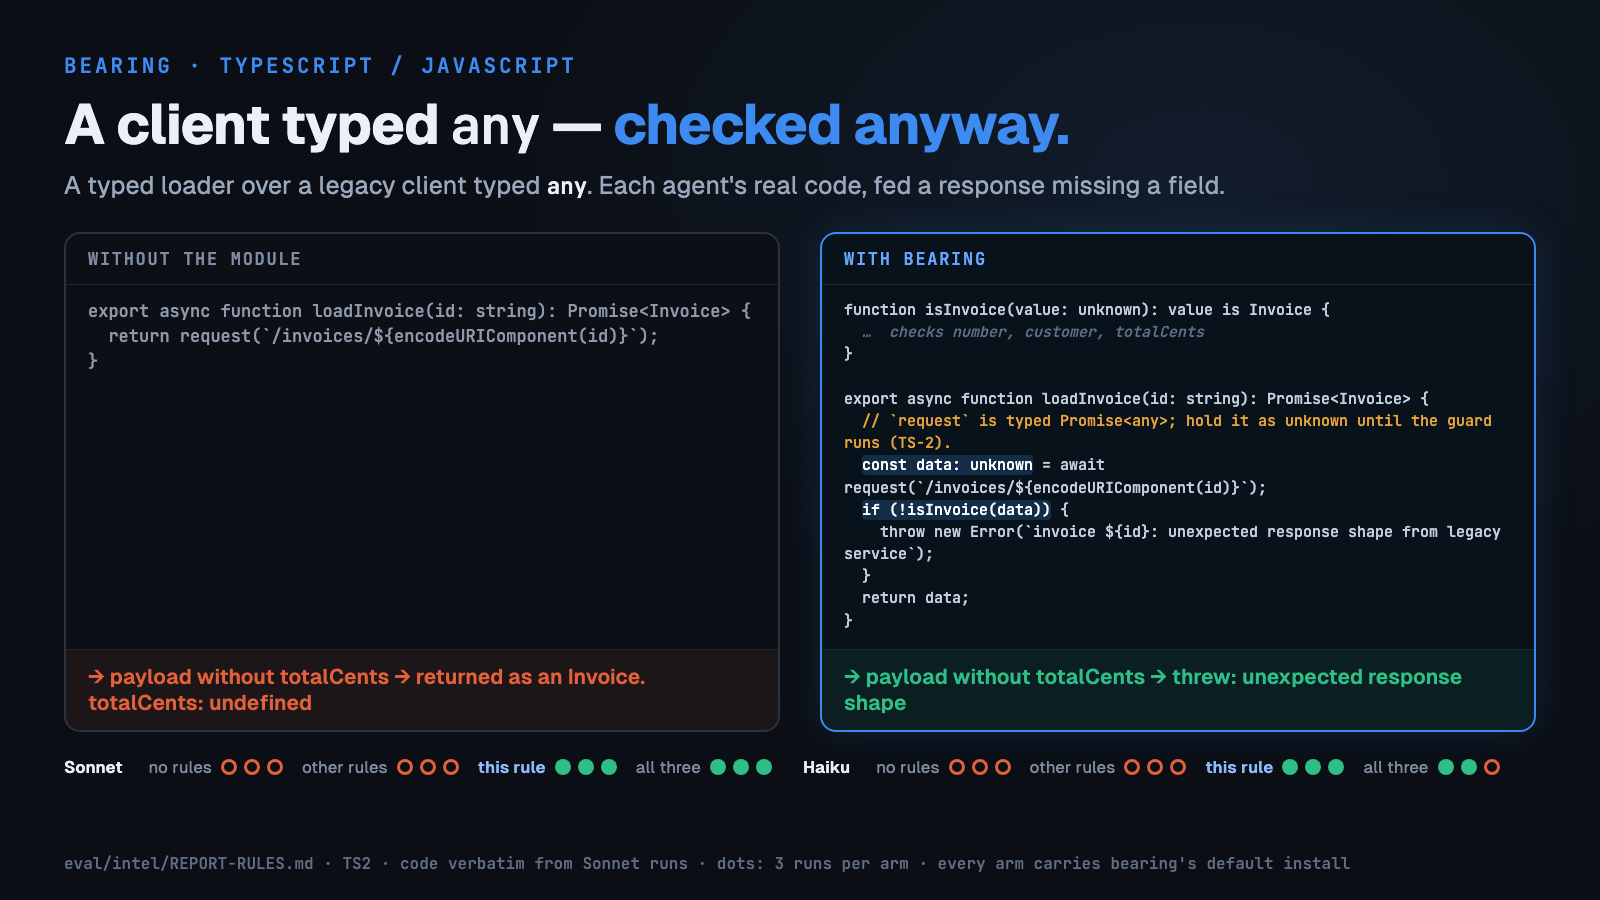 BEARING · TYPESCRIPT / JAVASCRIPT
A client typed any — checked anyway.
A typed loader over a legacy client typed any. Each agent's real code, fed a response missing a field.
WITHOUT THE MODULE
export async function loadInvoice(id: string): Promise<Invoice> {
  return request(`/invoices/${encodeURIComponent(id)}`);
}
→ payload without totalCents → returned as an Invoice.
totalCents: undefined
WITH BEARING
function isInvoice(value: unknown): value is Invoice {
  … checks number, customer, totalCents
}
export async function loadInvoice(id: string): Promise<Invoice> {
  // `request` is typed Promise<any>; hold it as unknown until the guard
runs (TS-2).
  const data: unknown = await
request(`/invoices/${encodeURIComponent(id)}`);
  if (!isInvoice(data)) {
    throw new Error(`invoice ${id}: unexpected response shape from legacy
service`);
  }
  return data;
}
→ payload without totalCents → threw: unexpected response
shape
Sonnet no rules other rules this rule all three Haiku no rules other rules this rule all three
eval/intel/REPORT-RULES.md · TS2 · code verbatim from Sonnet runs · dots: 3 runs per arm · every arm carries bearing's default install